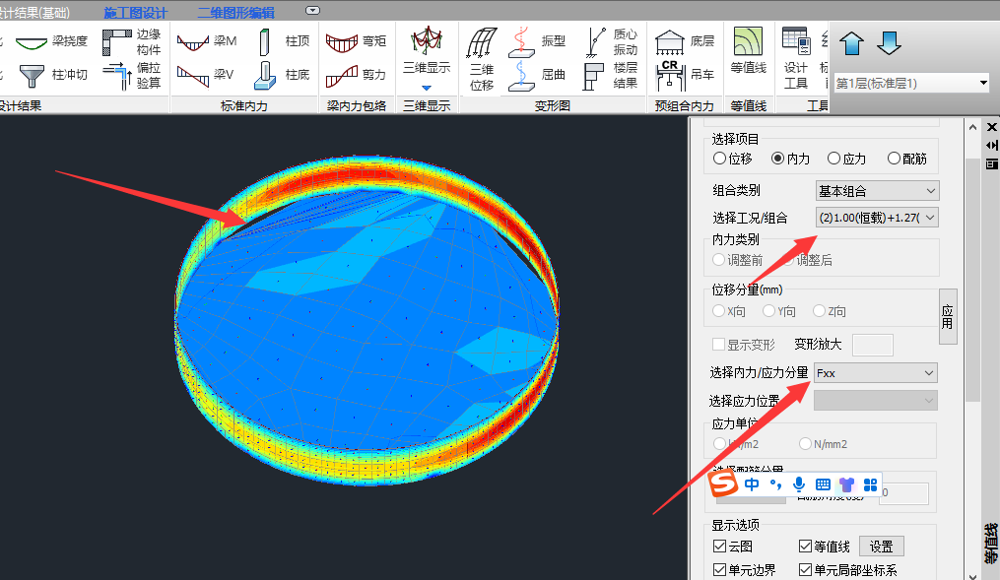 计结果(基础) 施工图设计 二维图形编辑
梁挠度 边缘构件 梁M 柱顶 弯矩 三维显示 三维位移 振型 质心振动 底层 等值线 设计工具
柱冲切 偏拉验算 梁V 柱底 剪力 屈曲 楼层结果 吊车 第1层(标准层1)
CR
设计结果 标准内力 梁内力包络 三维显示 变形图 预组合内力 等值线 工具
选择项目
位移 内力 应力 配筋
组合类别 基本组合
选择工况/组合 (2)1.00(恒载)+1.27(
内力类别
调整前 调整后
位移分量(mm)
X向 Y向 Z向
应用
显示变形 变形放大
选择内力/应力分量 Fxx
选择应力位置
应力单位
/m2 N/mm2
选择配筋分量
中
0
显示选项
云图 等值线 设置
单元边界 单元局部坐标系
等值线